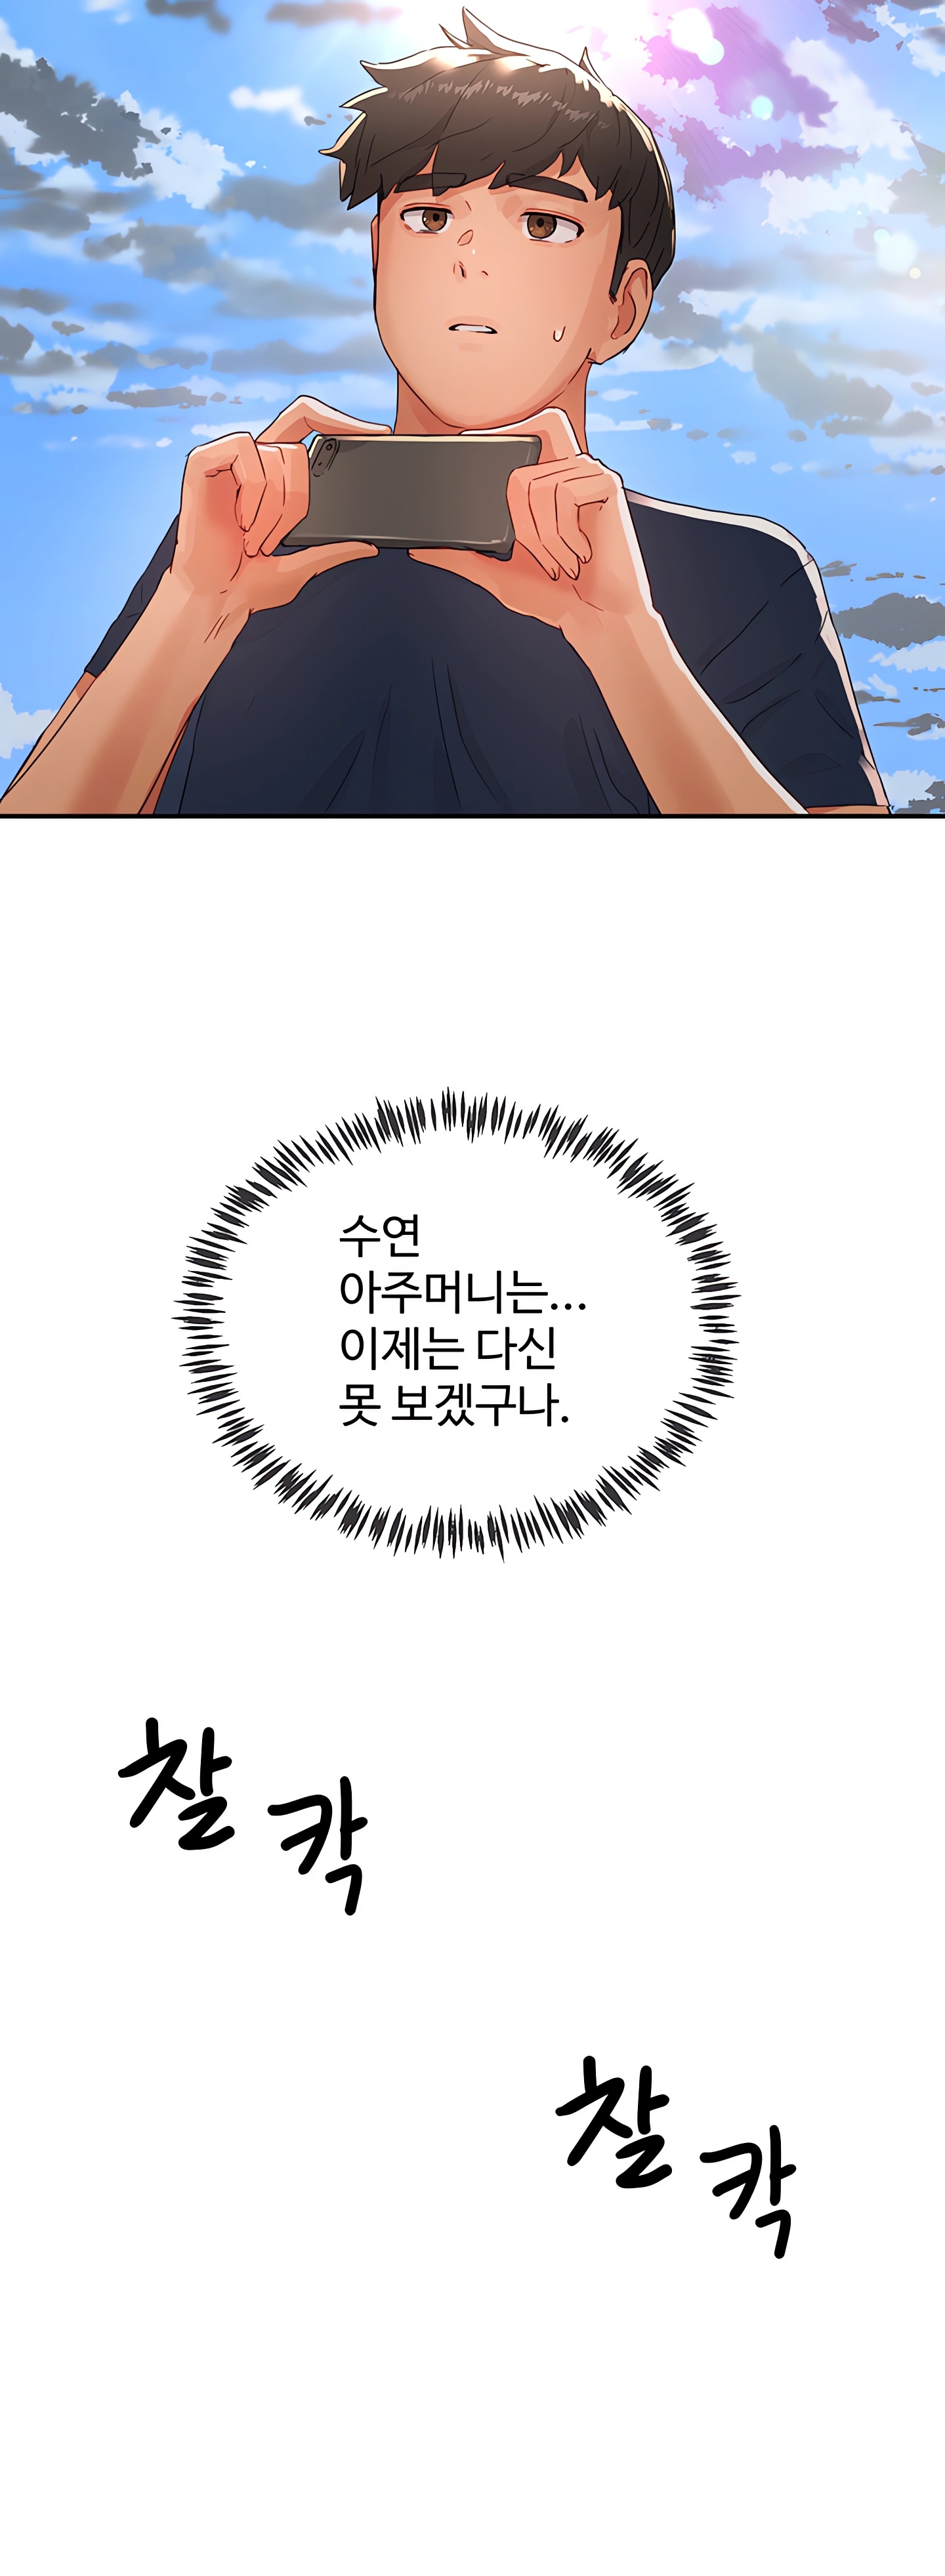 수연
아주머니는...
이제는 다신
못 보겠구나.
찰칵
찰칵